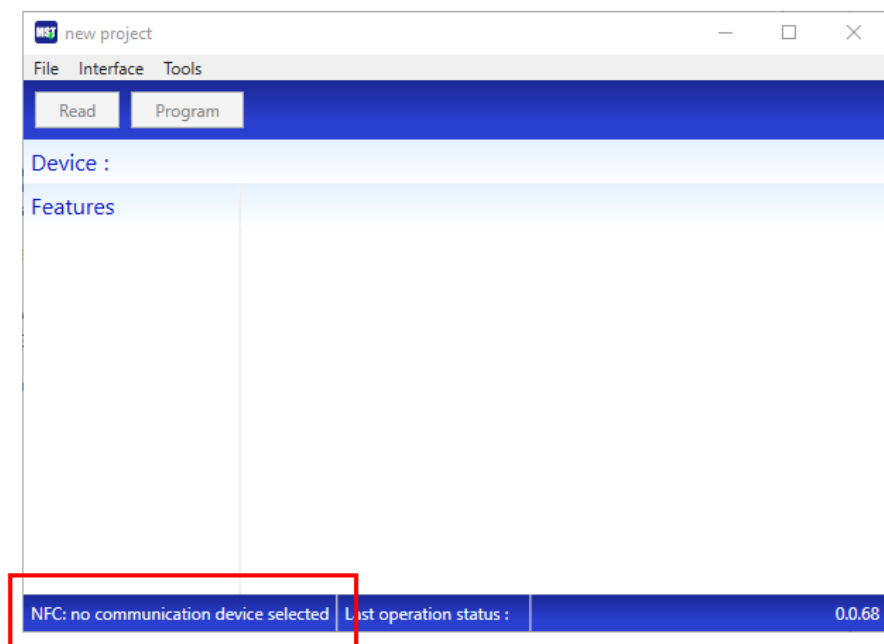 MST new project
File Interface Tools
Read Program
Device :
Features
NFC: no communication device selected Last operation status : 0.0.68